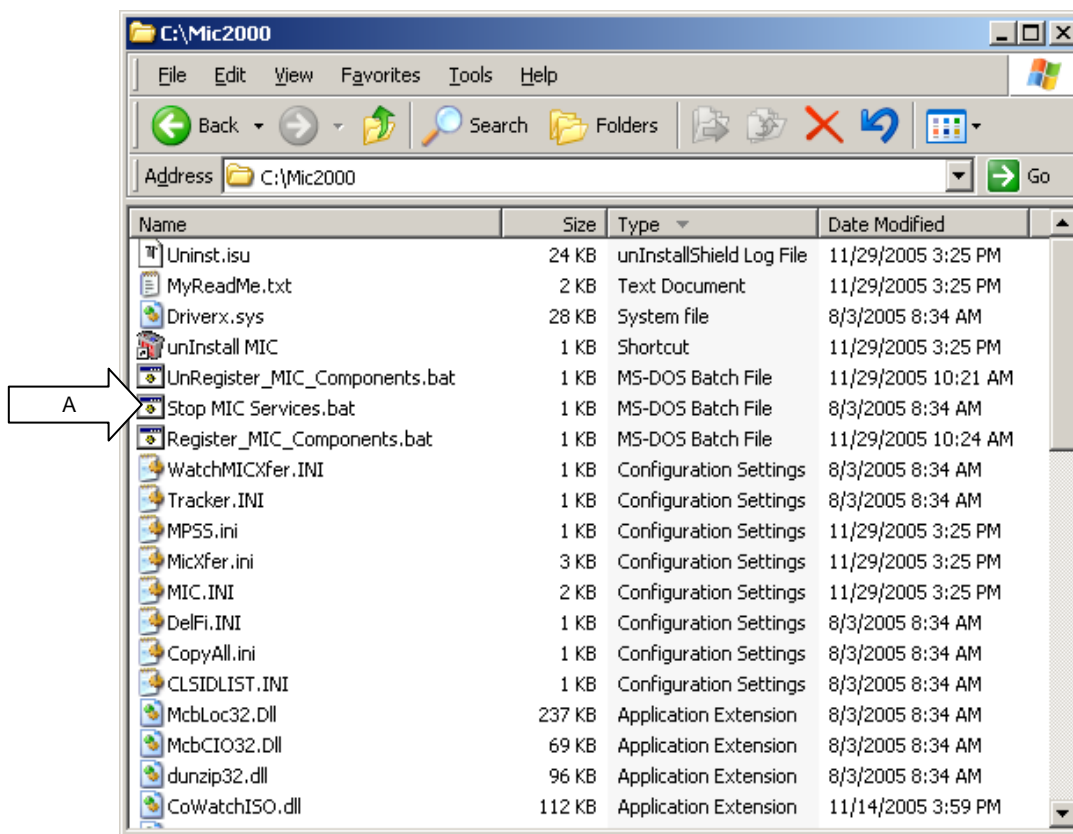 C:\Mic2000
File Edit View Favorites Tools Help
Back Search Folders
Address C:\Mic2000 Go
Name Size Type Date Modified
Uninst.isu 24 KB unInstallShield Log File 11/29/2005 3:25 PM
MyReadMe.txt 2 KB Text Document 11/29/2005 3:25 PM
Driverx.sys 28 KB System file 8/3/2005 8:34 AM
unInstall MIC 1 KB Shortcut 11/29/2005 3:25 PM
UnRegister_MIC_Components.bat 1 KB MS-DOS Batch File 11/29/2005 10:21 AM
A Stop MIC Services.bat 1 KB MS-DOS Batch File 8/3/2005 8:34 AM
Register_MIC_Components.bat 1 KB MS-DOS Batch File 11/29/2005 10:24 AM
WatchMICXfer.INI 1 KB Configuration Settings 8/3/2005 8:34 AM
Tracker.INI 1 KB Configuration Settings 8/3/2005 8:34 AM
MPSS.ini 1 KB Configuration Settings 11/29/2005 3:25 PM
MicXfer.ini 3 KB Configuration Settings 11/29/2005 3:25 PM
MIC.INI 2 KB Configuration Settings 11/29/2005 3:25 PM
DelFi.INI 1 KB Configuration Settings 8/3/2005 8:34 AM
CopyAll.ini 1 KB Configuration Settings 8/3/2005 8:34 AM
CLSIDLIST.INI 1 KB Configuration Settings 8/3/2005 8:34 AM
McbLoc32.Dll 237 KB Application Extension 8/3/2005 8:34 AM
McbCIO32.Dll 69 KB Application Extension 8/3/2005 8:34 AM
dunzip32.dll 96 KB Application Extension 8/3/2005 8:34 AM
CoWatchISO.dll 112 KB Application Extension 11/14/2005 3:59 PM